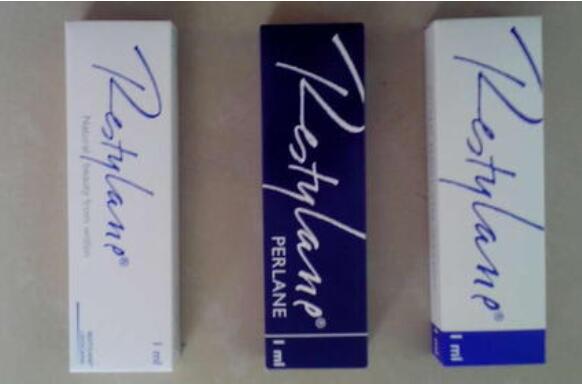 Restylane®
Natural beauty from within
1 ml
Restylane®
PERLANE
1 ml
Restylane®
1 ml